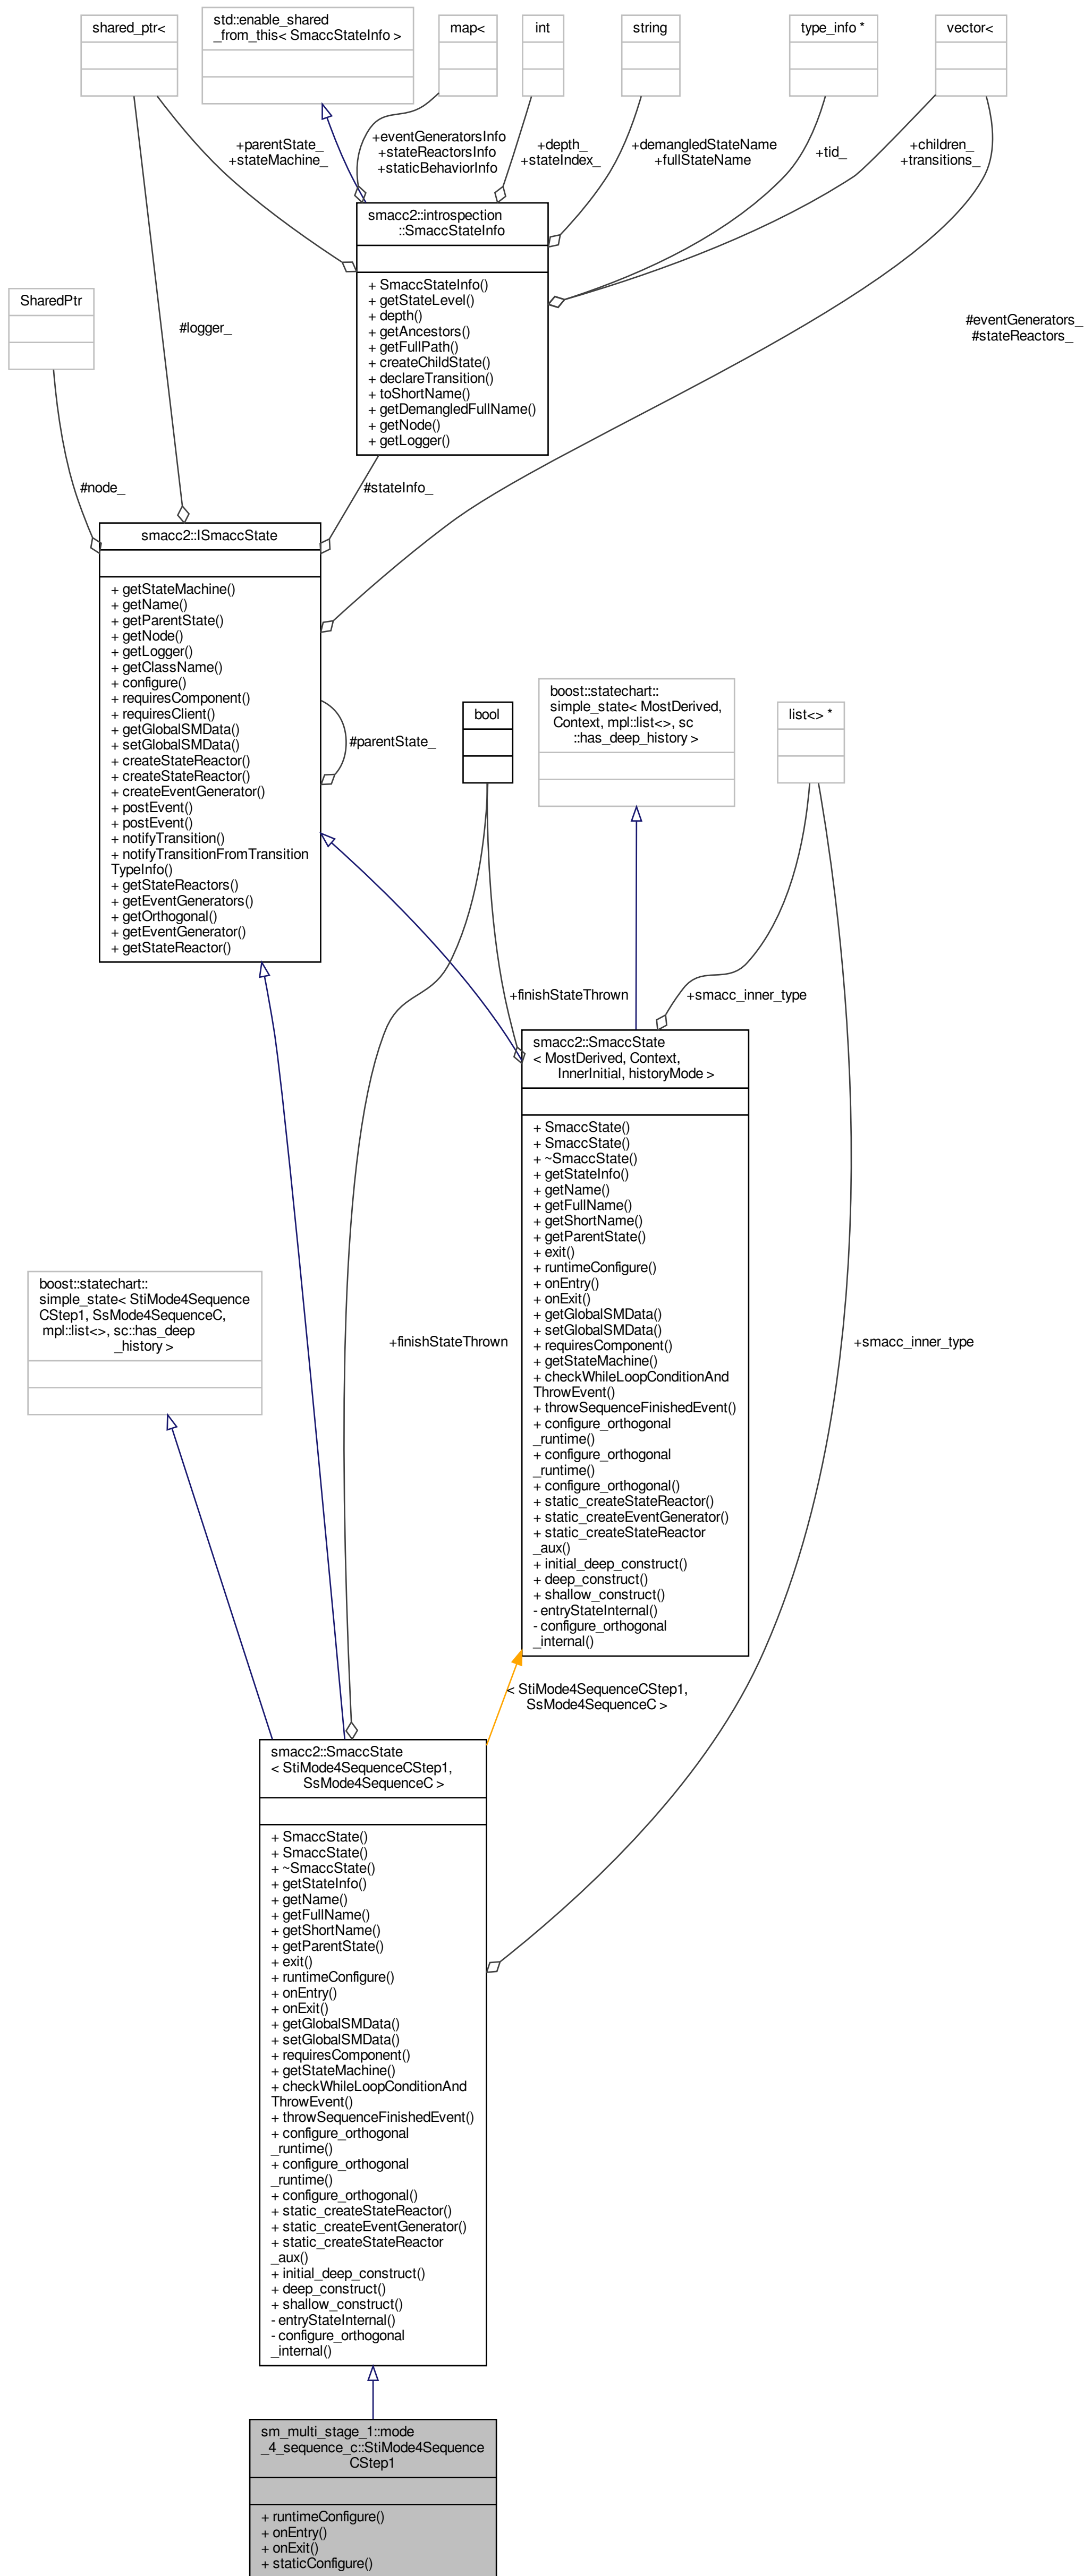 shared_ptr<
std::enable_shared
_from_this< SmaccStateInfo >
map<
int
string
type_info *
vector<
+parentState_
+stateMachine_
+eventGeneratorsInfo
+stateReactorsInfo
+staticBehaviorInfo
+depth_
+stateIndex_
+demangledStateName
+fullStateName
+tid_
+children_
+transitions_
smacc2::introspection
::SmaccStateInfo
+ SmaccStateInfo()
+ getStateLevel()
+ depth()
+ getAncestors()
+ getFullPath()
+ createChildState()
+ declareTransition()
+ toShortName()
+ getDemangledFullName()
+ getNode()
+ getLogger()
SharedPtr
#logger_
#eventGenerators_
#stateReactors_
#node_
#stateInfo_
smacc2::ISmaccState
+ getStateMachine()
+ getName()
+ getParentState()
+ getNode()
+ getLogger()
+ getClassName()
+ configure()
+ requiresComponent()
+ requiresClient()
+ getGlobalSMData()
+ setGlobalSMData()
+ createStateReactor()
+ createStateReactor()
+ createEventGenerator()
+ postEvent()
+ postEvent()
+ notifyTransition()
+ notifyTransitionFromTransition
TypeInfo()
+ getStateReactors()
+ getEventGenerators()
+ getOrthogonal()
+ getEventGenerator()
+ getStateReactor()
#parentState_
bool
boost::statechart::
simple_state< MostDerived,
Context, mpl::list<>, sc
::has_deep_history >
list<> *
+finishStateThrown
+smacc_inner_type
smacc2::SmaccState
< MostDerived, Context,
InnerInitial, historyMode >
+ SmaccState()
+ SmaccState()
+ ~SmaccState()
+ getStateInfo()
+ getName()
+ getFullName()
+ getShortName()
+ getParentState()
+ exit()
+ runtimeConfigure()
+ onEntry()
+ onExit()
+ getGlobalSMData()
+ setGlobalSMData()
+ requiresComponent()
+ getStateMachine()
+ checkWhileLoopConditionAnd
ThrowEvent()
+ throwSequenceFinishedEvent()
+ configure_orthogonal
_runtime()
+ configure_orthogonal
_runtime()
+ configure_orthogonal()
+ static_createStateReactor()
+ static_createEventGenerator()
+ static_createStateReactor
_aux()
+ initial_deep_construct()
+ deep_construct()
+ shallow_construct()
- entryStateInternal()
- configure_orthogonal
_internal()
boost::statechart::
simple_state< StiMode4Sequence
CStep1, SsMode4SequenceC,
mpl::list<>, sc::has_deep
_history >
+finishStateThrown
+smacc_inner_type
< StiMode4SequenceCStep1,
SsMode4SequenceC >
smacc2::SmaccState
< StiMode4SequenceCStep1,
SsMode4SequenceC >
+ SmaccState()
+ SmaccState()
+ ~SmaccState()
+ getStateInfo()
+ getName()
+ getFullName()
+ getShortName()
+ getParentState()
+ exit()
+ runtimeConfigure()
+ onEntry()
+ onExit()
+ getGlobalSMData()
+ setGlobalSMData()
+ requiresComponent()
+ getStateMachine()
+ checkWhileLoopConditionAnd
ThrowEvent()
+ throwSequenceFinishedEvent()
+ configure_orthogonal
_runtime()
+ configure_orthogonal
_runtime()
+ configure_orthogonal()
+ static_createStateReactor()
+ static_createEventGenerator()
+ static_createStateReactor
_aux()
+ initial_deep_construct()
+ deep_construct()
+ shallow_construct()
- entryStateInternal()
- configure_orthogonal
_internal()
sm_multi_stage_1::mode
_4_sequence_c::StiMode4Sequence
CStep1
+ runtimeConfigure()
+ onEntry()
+ onExit()
+ staticConfigure()